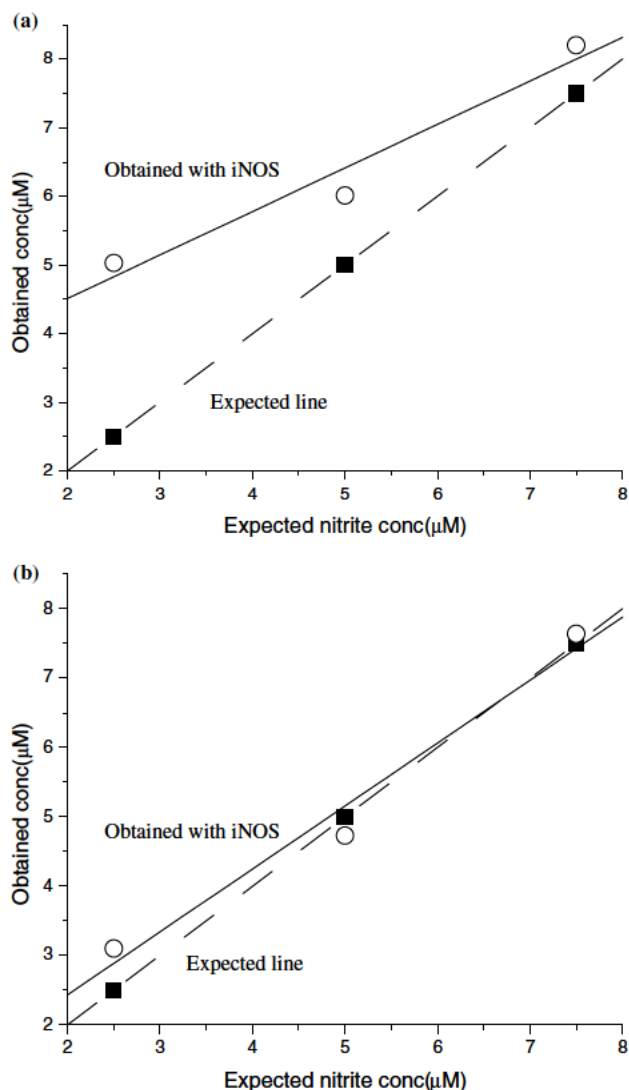 (a)
8
7
Obtained with iNOS
6
Obtained conc(μM)
5
4
Expected line
3
2
2 3 4 5 6 7 8
Expected nitrite conc(μM)
(b)
8
7
6
Obtained conc(μM)
5
Obtained with iNOS
4
3
Expected line
2
2 3 4 5 6 7 8
Expected nitrite conc(μM)